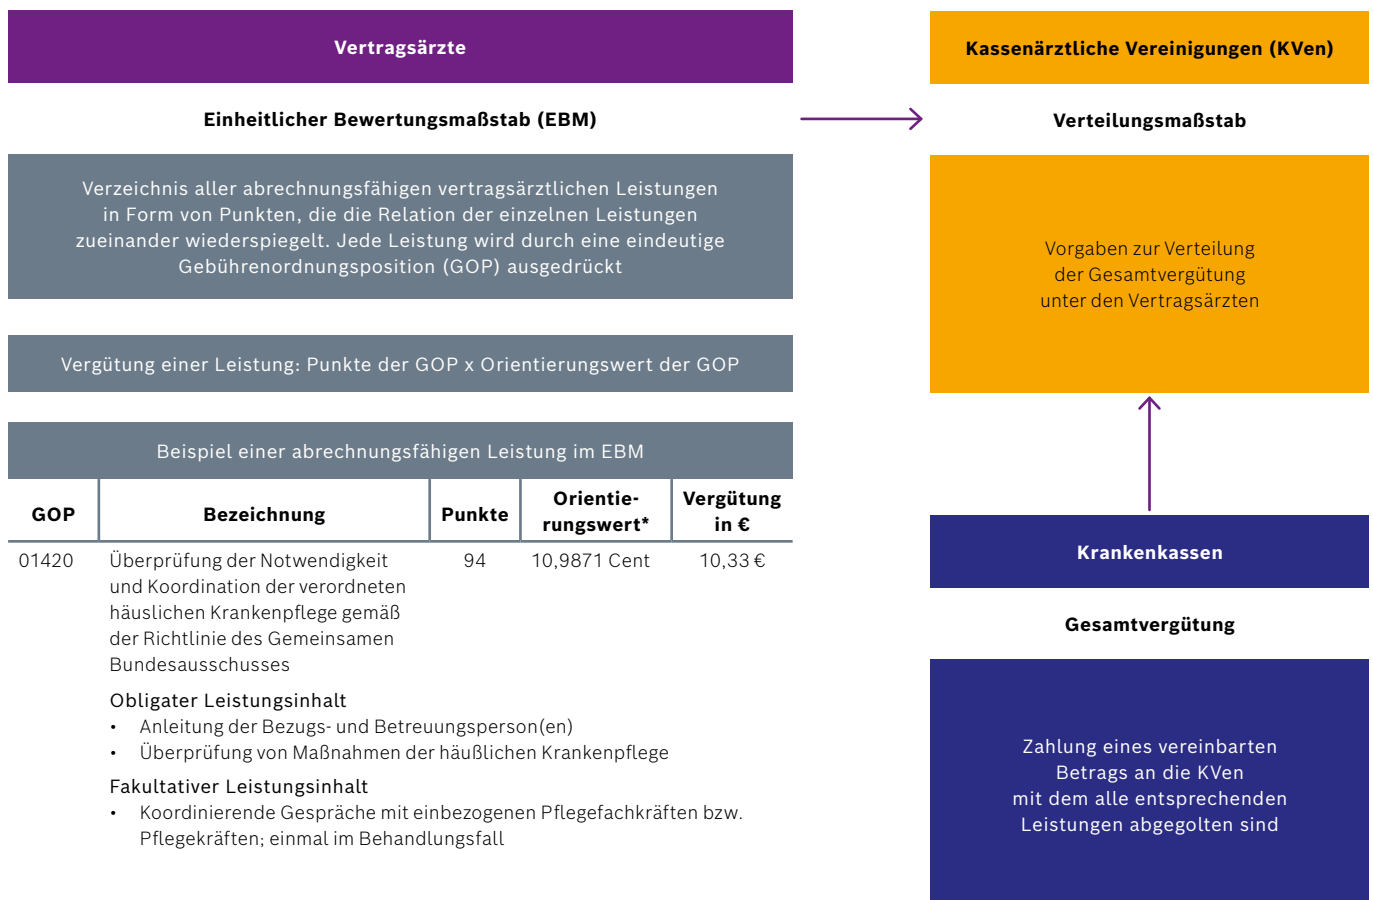 Vertragsärzte
Einheitlicher Bewertungsmaßstab (EBM)
Verzeichnis aller abrechnungsfähigen vertragsärztlichen Leistungen
in Form von Punkten, die die Relation der einzelnen Leistungen
zueinander wiederspiegelt. Jede Leistung wird durch eine eindeutige
Gebührenordnungsposition (GOP) ausgedrückt
Vergütung einer Leistung: Punkte der GOP x Orientierungswert der GOP
Beispiel einer abrechnungsfähigen Leistung im EBM
GOP
Bezeichnung
Punkte
Orientie-
rungswert*
Vergütung
in €
01420
Überprüfung der Notwendigkeit
und Koordination der verordneten
häuslichen Krankenpflege gemäß
der Richtlinie des Gemeinsamen
Bundesausschusses
94
10,9871 Cent
10,33 €
Obligater Leistungsinhalt
• Anleitung der Bezugs- und Betreuungsperson(en)
• Überprüfung von Maßnahmen der häußlichen Krankenpflege
Fakultativer Leistungsinhalt
• Koordinierende Gespräche mit einbezogenen Pflegefachkräften bzw.
Pflegekräften; einmal im Behandlungsfall
Kassenärztliche Vereinigungen (KVen)
Verteilungsmaßstab
Vorgaben zur Verteilung
der Gesamtvergütung
unter den Vertragsärzten
Krankenkassen
Gesamtvergütung
Zahlung eines vereinbarten
Betrags an die KVen
mit dem alle entsprechenden
Leistungen abgegolten sind